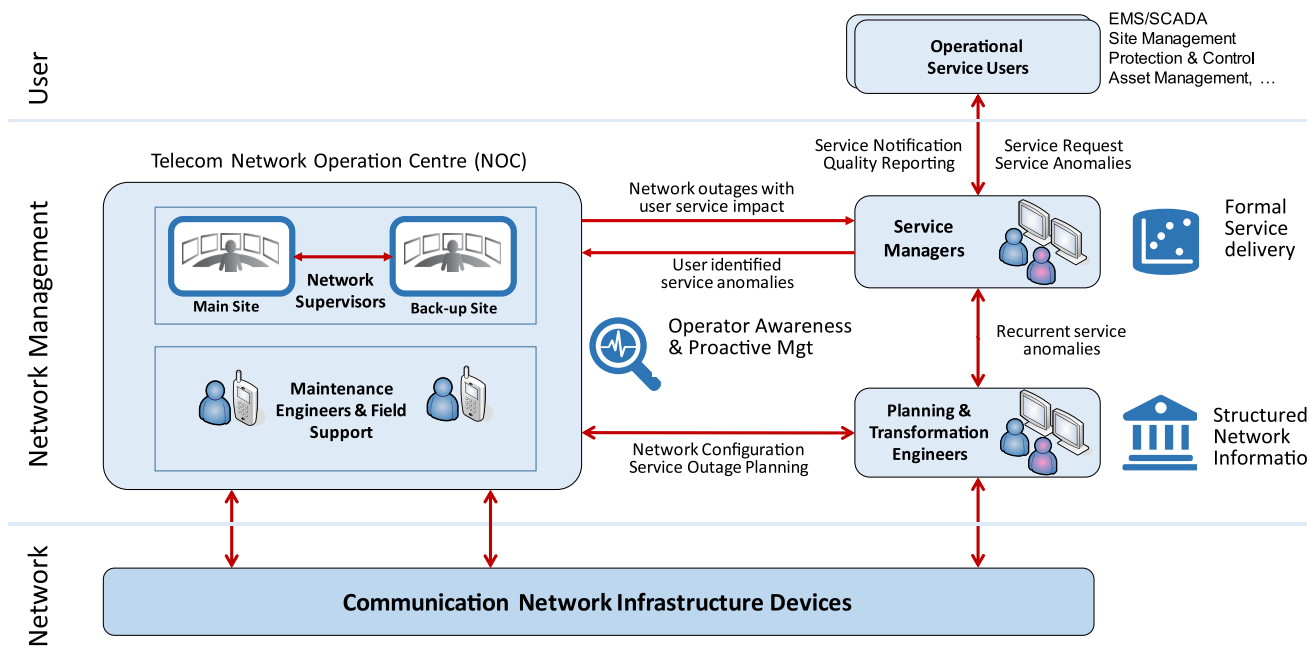 User
EMS/SCADA
Site Management
Protection & Control
Asset Management, ...
Operational
Service Users
Service Notification
Quality Reporting
Service Request
Service Anomalies
Network Management
Telecom Network Operation Centre (NOC)
Main Site
Network
Supervisors
Back-up Site
Maintenance
Engineers & Field
Support
Network outages with
user service impact
User identified
service anomalies
Service
Managers
Formal
Service
delivery
Operator Awareness
& Proactive Mgt
Recurrent service
anomalies
Network Configuration
Service Outage Planning
Planning &
Transformation
Engineers
Structured
Network
Informatio
Network
Communication Network Infrastructure Devices